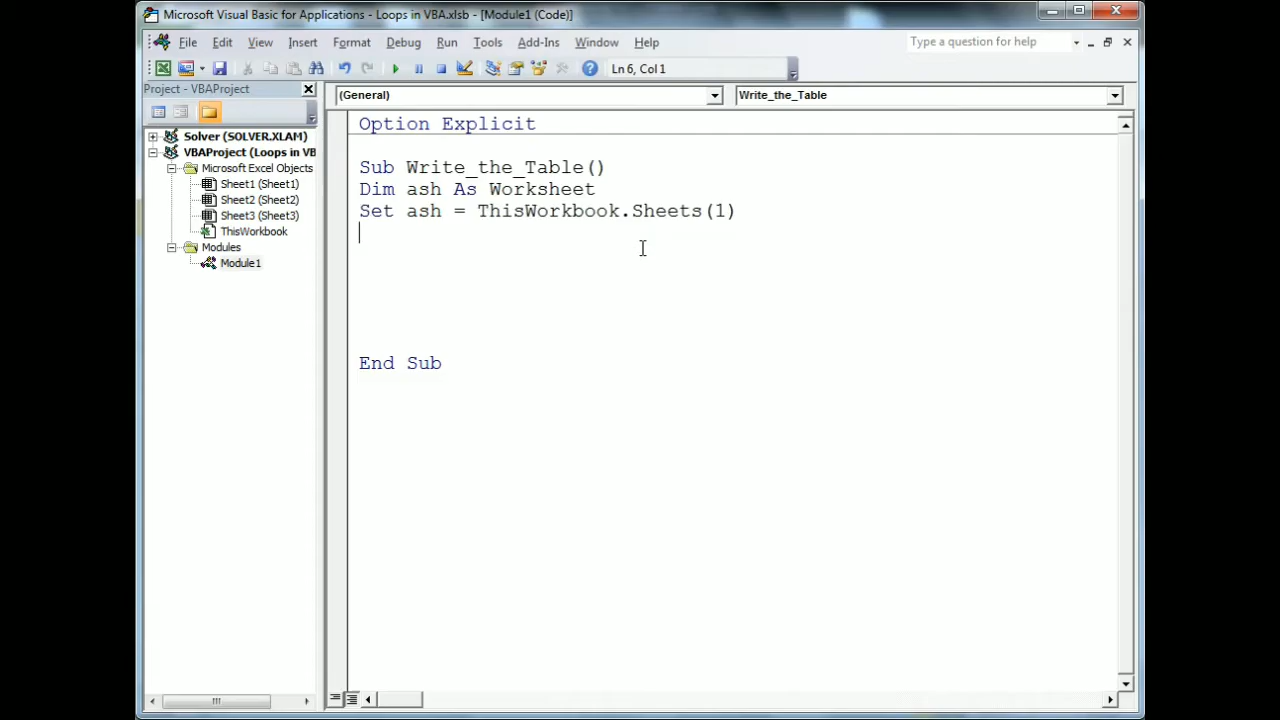 Microsoft Visual Basic for Applications - Loops in VBA.xlsb - [Module1 (Code)]
File Edit View Insert Format Debug Run Tools Add-Ins Window Help
Type a question for help
Ln 6, Col 1
Project - VBAProject
(General)
Write_the_Table
Solver (SOLVER.XLAM)
VBAProject (Loops in VB
Microsoft Excel Objects
Sheet1 (Sheet1)
Sheet2 (Sheet2)
Sheet3 (Sheet3)
ThisWorkbook
Modules
Module1
Option Explicit
Sub Write_the_Table()
Dim ash As Worksheet
Set ash = ThisWorkbook.Sheets(1)
End Sub